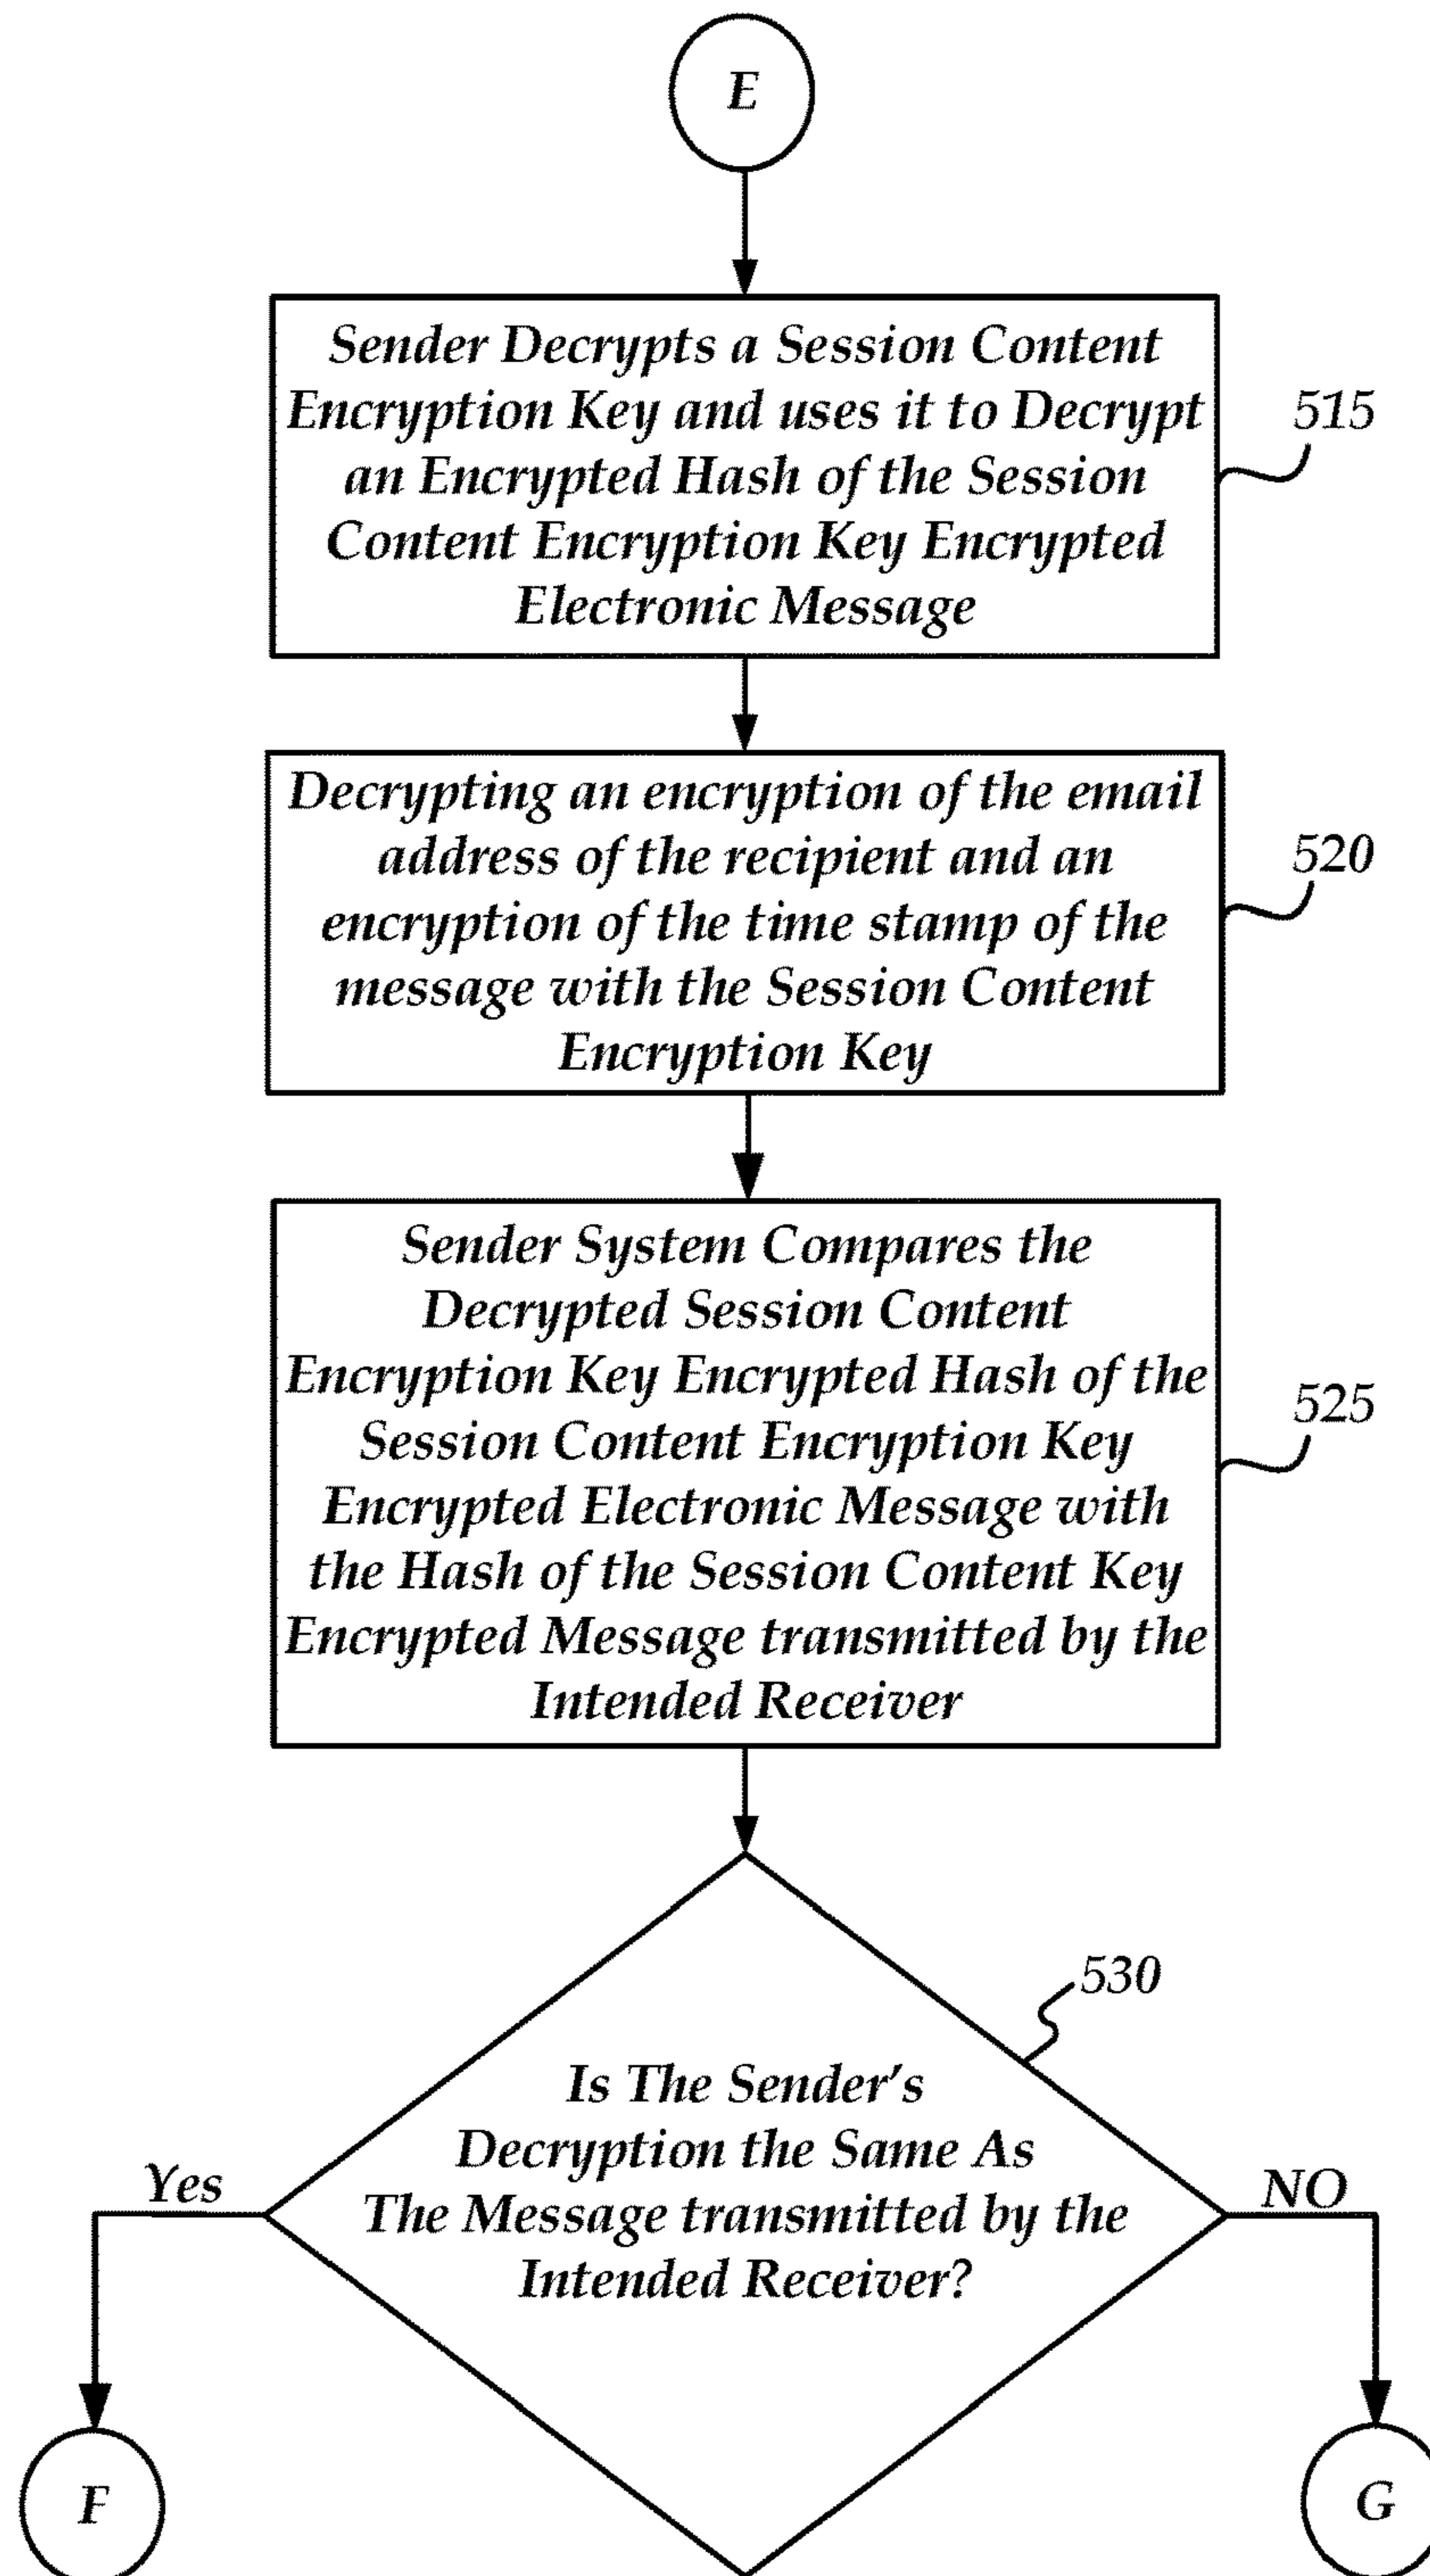 E
Sender Decrypts a Session Content
Encryption Key and uses it to Decrypt
an Encrypted Hash of the Session
Content Encryption Key Encrypted
Electronic Message
515
Decrypting an encryption of the email
address of the recipient and an
encryption of the time stamp of the
message with the Session Content
Encryption Key
520
Sender System Compares the
Decrypted Session Content
Encryption Key Encrypted Hash of the
Session Content Encryption Key
Encrypted Electronic Message with
the Hash of the Session Content Key
Encrypted Message transmitted by the
Intended Receiver
525
530
Is The Sender's
Decryption the Same As
The Message transmitted by the
Intended Receiver?
Yes
NO
F
G